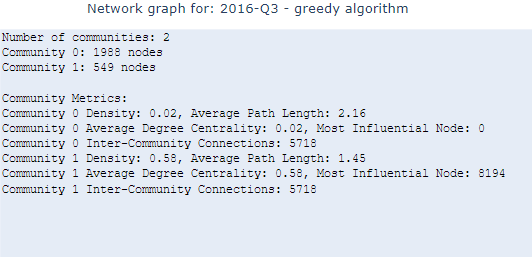 Network graph for: 2016-Q3 - greedy algorithm
Number of communities: 2
Community 0: 1988 nodes
Community 1: 549 nodes
Community Metrics:
Community 0 Density: 0.02, Average Path Length: 2.16
Community 0 Average Degree Centrality: 0.02, Most Influential Node: 0
Community 0 Inter-Community Connections: 5718
Community 1 Density: 0.58, Average Path Length: 1.45
Community 1 Average Degree Centrality: 0.58, Most Influential Node: 8194
Community 1 Inter-Community Connections: 5718